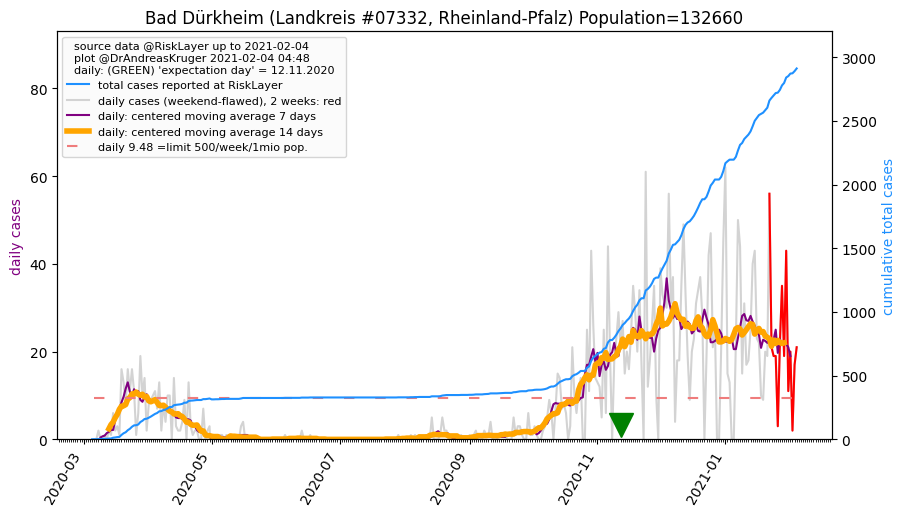 Bad Dürkheim (Landkreis #07332, Rheinland-Pfalz) Population=132660
source data @RiskLayer up to 2021-02-04
plot @DrAndreasKruger 2021-02-04 04:48
daily: (GREEN) 'expectation day' = 12.11.2020
total cases reported at RiskLayer
daily cases (weekend-flawed), 2 weeks: red
daily: centered moving average 7 days
daily: centered moving average 14 days
daily 9.48 =limit 500/week/1mio pop.
daily cases
0
20
40
60
80
cumulative total cases
0
500
1000
1500
2000
2500
3000
2020-03
2020-05
2020-07
2020-09
2020-11
2021-01